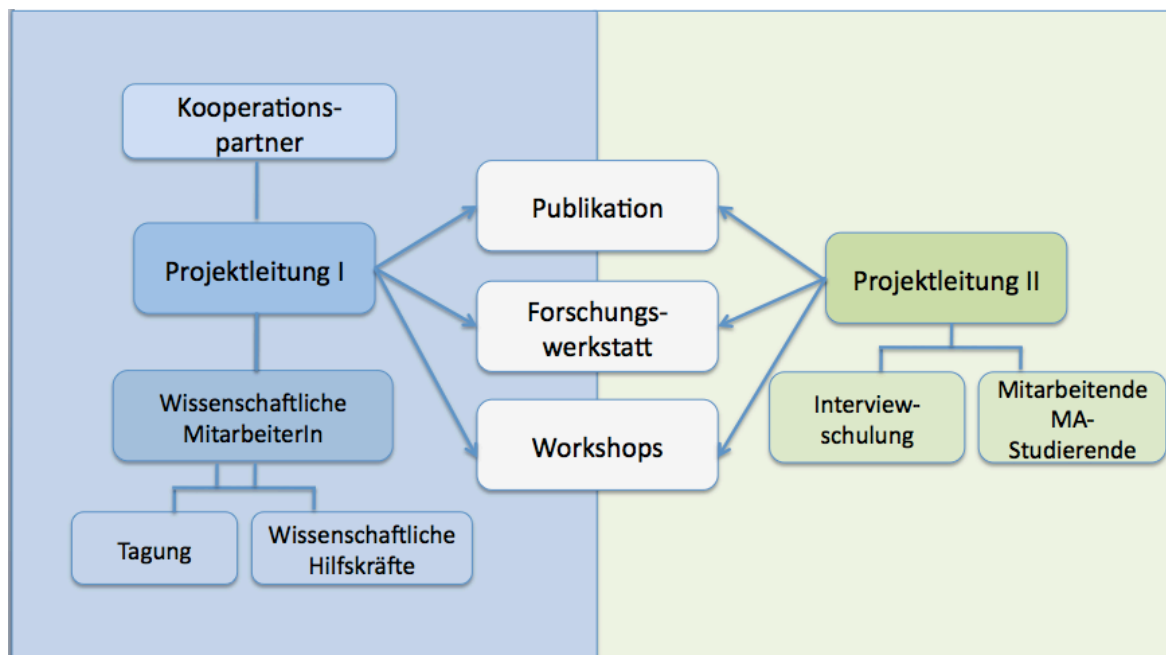 Kooperations-
partner
Projektleitung I
Wissenschaftliche
MitarbeiterIn
Tagung
Wissenschaftliche
Hilfskräfte
Publikation
Forschungs-
werkstatt
Workshops
Projektleitung II
Interview-
schulung
Mitarbeitende
MA-
Studierende